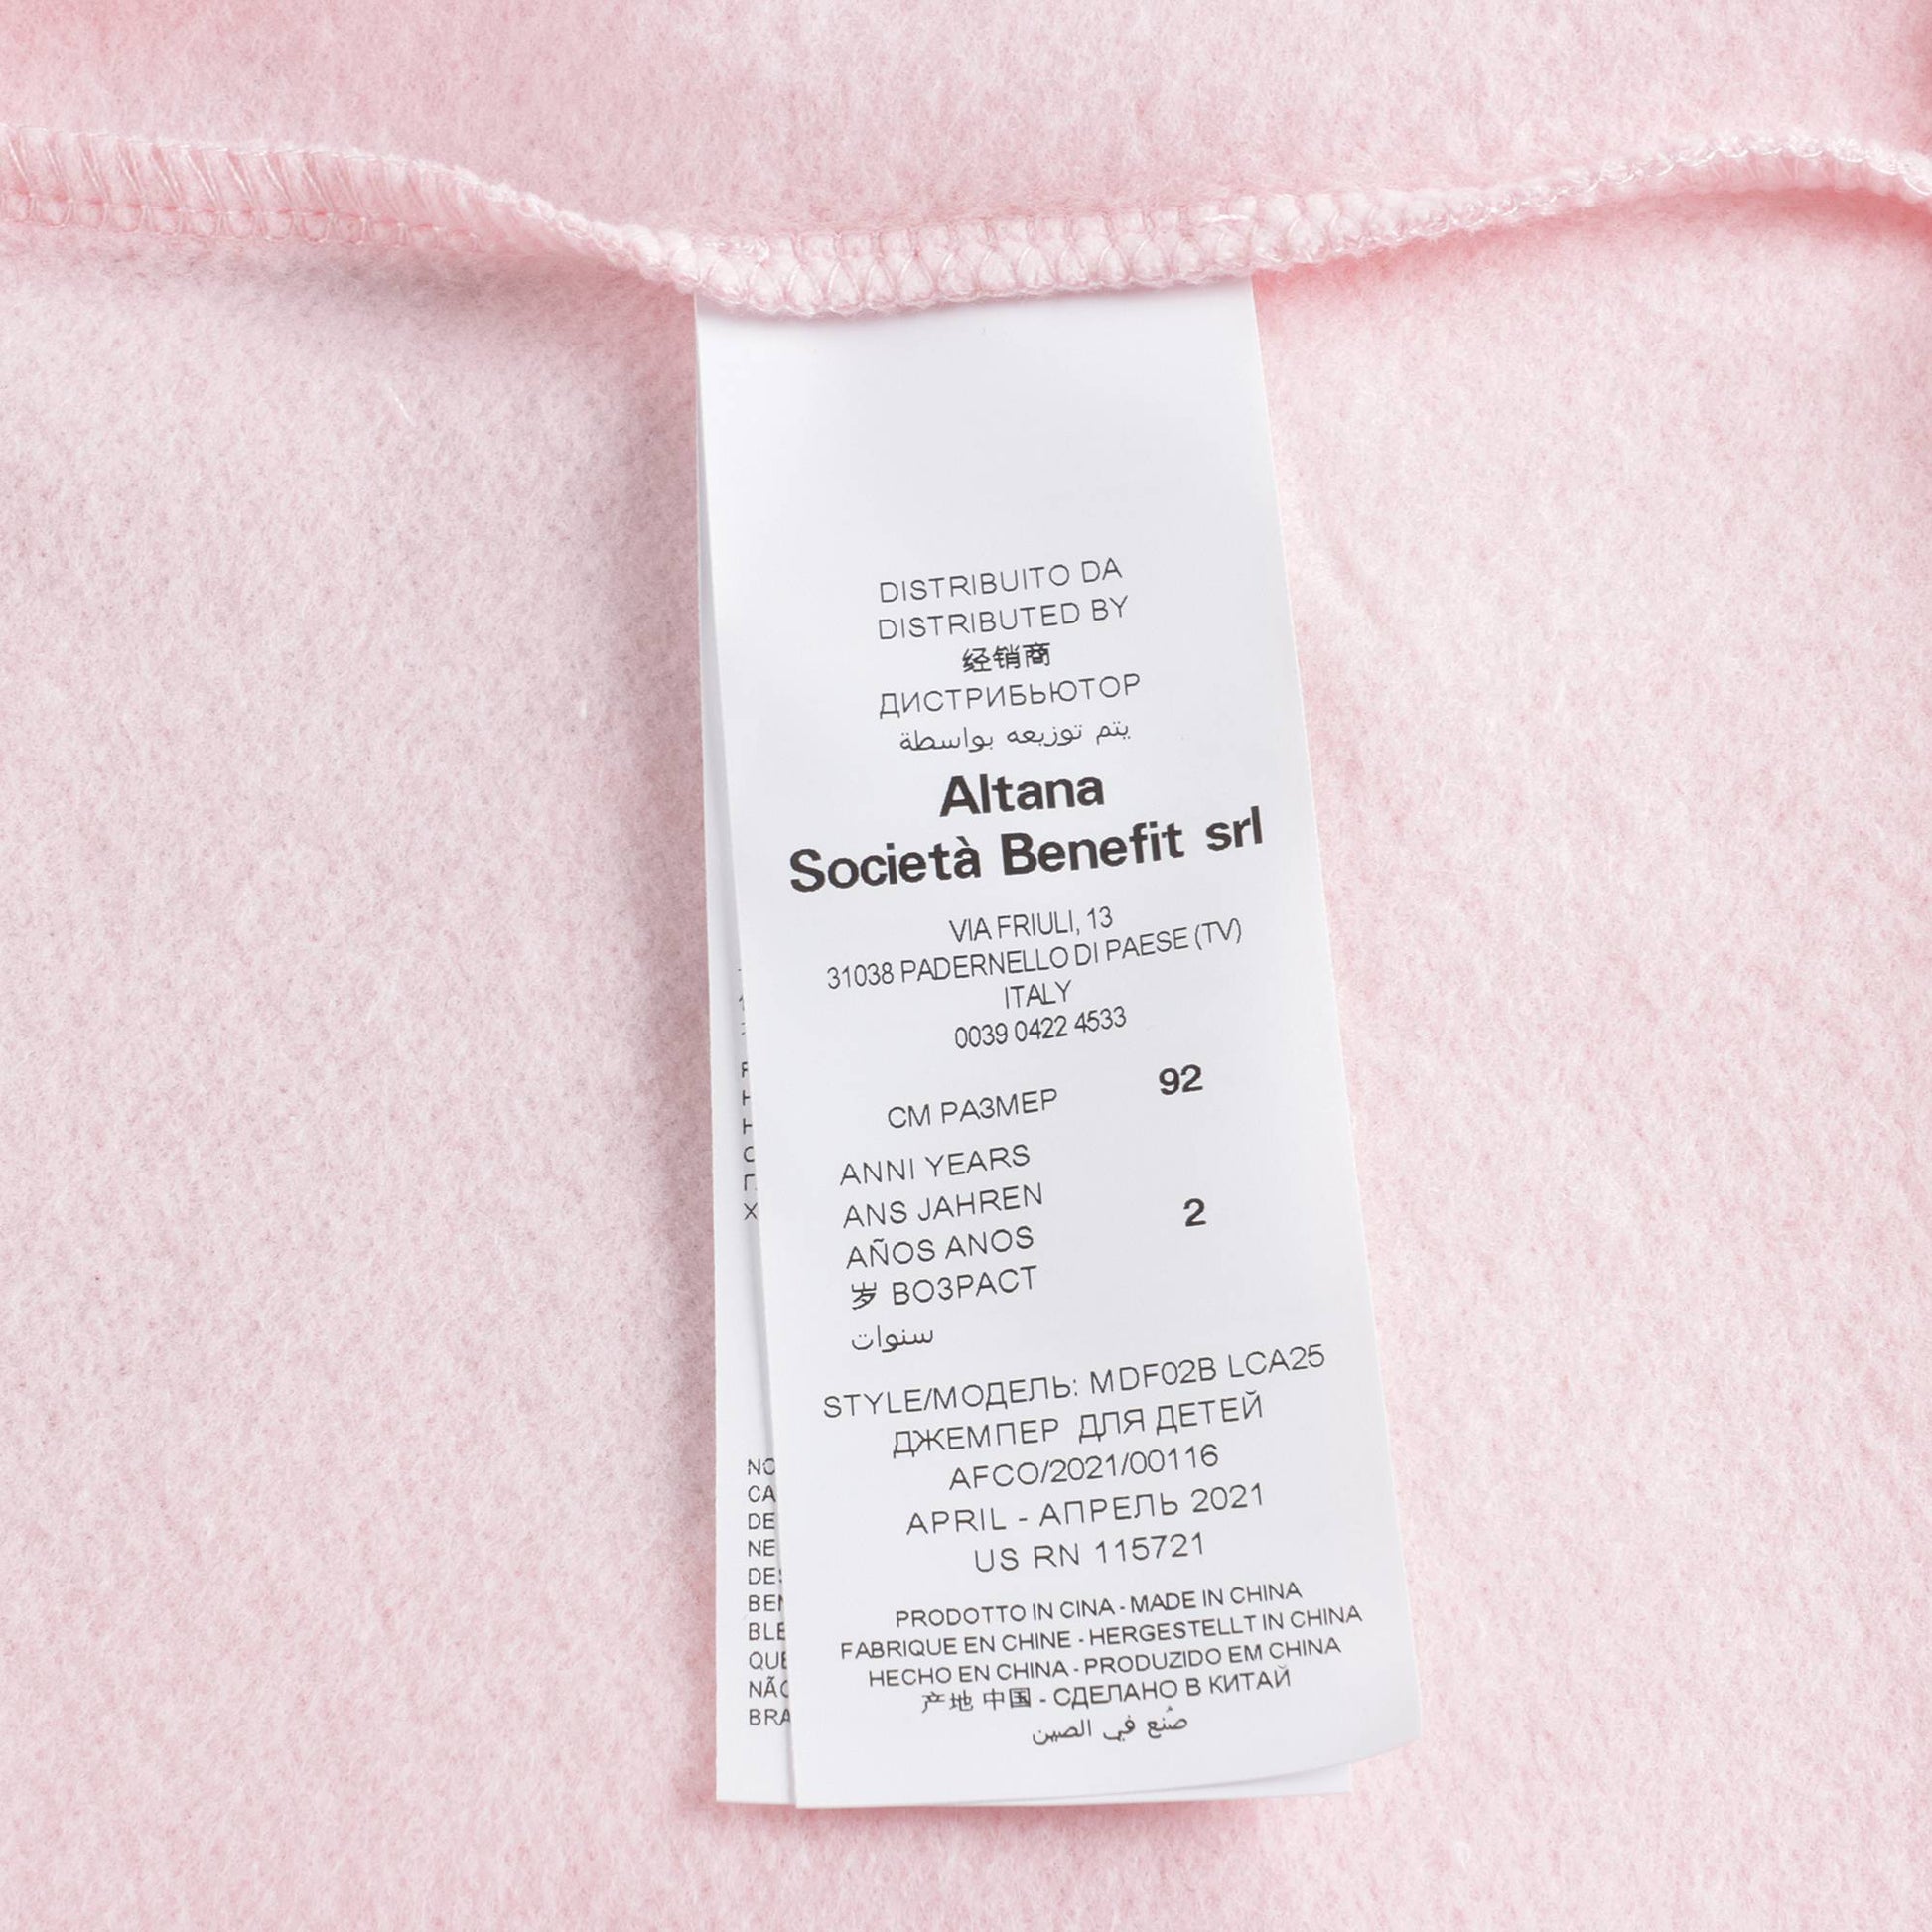 DISTRIBUITO DA
DISTRIBUTED BY
经销商
ДИСТРИБЬЮТОР
يتم توزيعه بواسطة
Altana
Società Benefit srl
VIA FRIULI, 13
31038 PADERNELLO DI PAESE (TV)
ITALY
0039 0422 4533
CM РАЗМЕР 92
ANNI YEARS
ANS JAHREN
AÑOS ANOS 2
岁 ВОЗРАСТ
سنوات
STYLE/МОДЕЛЬ: MDF02B LCA25
ДЖЕМПЕР ДЛЯ ДЕТЕЙ
AFCO/2021/00116
APRIL - АПРЕЛЬ 2021
US RN 115721
PRODOTTO IN CINA - MADE IN CHINA
FABRIQUE EN CHINE - HERGESTELLT IN CHINA
HECHO EN CHINA - PRODUZIDO EM CHINA
产地 中国 - СДЕЛАНО В КИТАЙ
صُنع في الصين